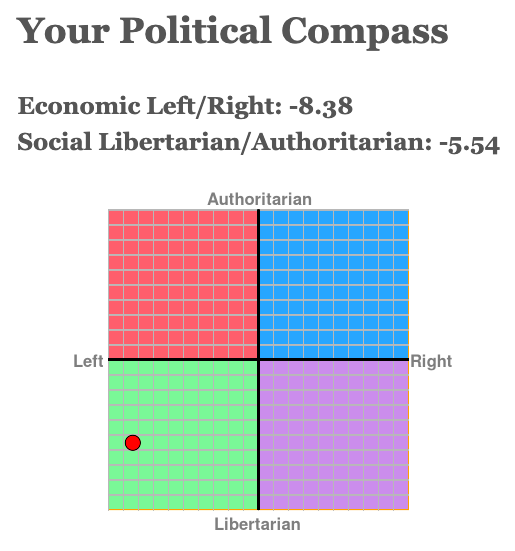 Your Political Compass
Economic Left/Right: -8.38
Social Libertarian/Authoritarian: -5.54
Authoritarian
Left
Right
Libertarian